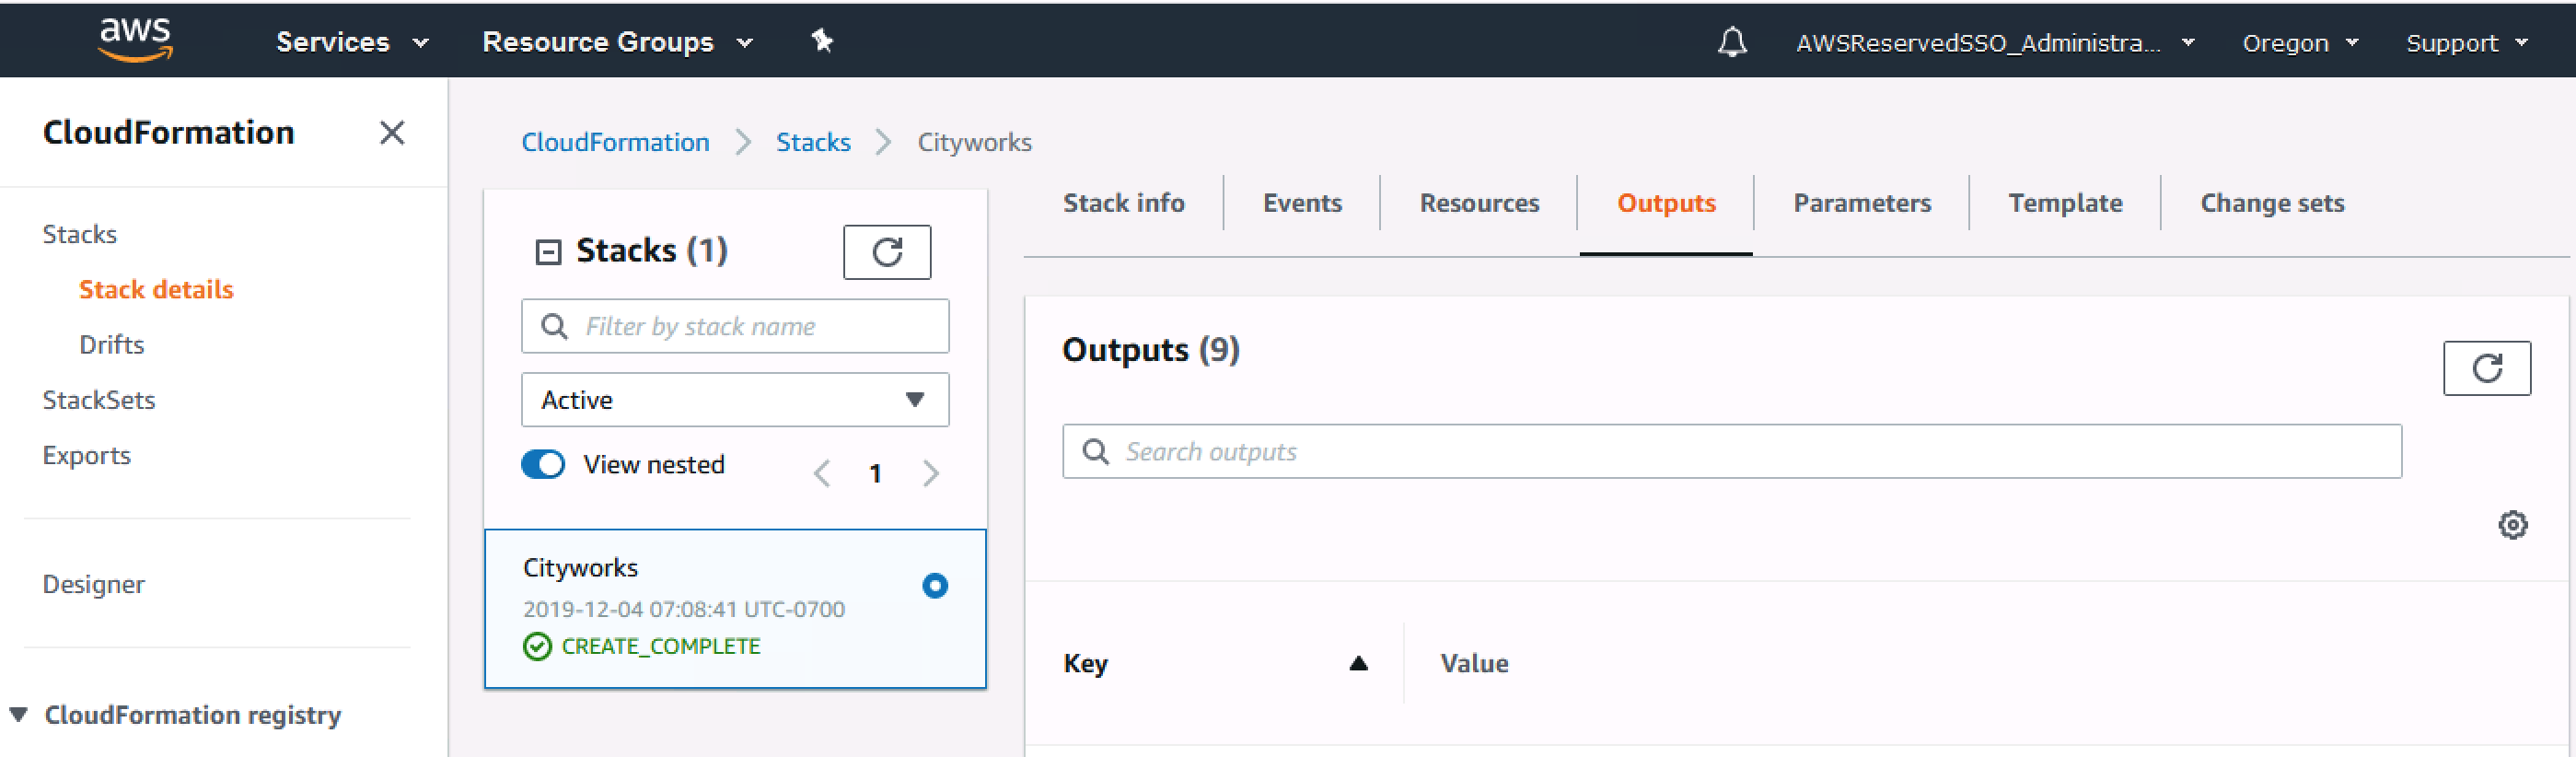 aws Services Resource Groups AWSReservedSSO_Administra... Oregon Support
CloudFormation
Stacks
Stack details
Drifts
StackSets
Exports
Designer
CloudFormation registry
CloudFormation Stacks Cityworks
Stacks (1)
Filter by stack name
Active
View nested 1
Cityworks
2019-12-04 07:08:41 UTC-0700
CREATE_COMPLETE
Stack info Events Resources Outputs Parameters Template Change sets
Outputs (9)
Search outputs
Key Value